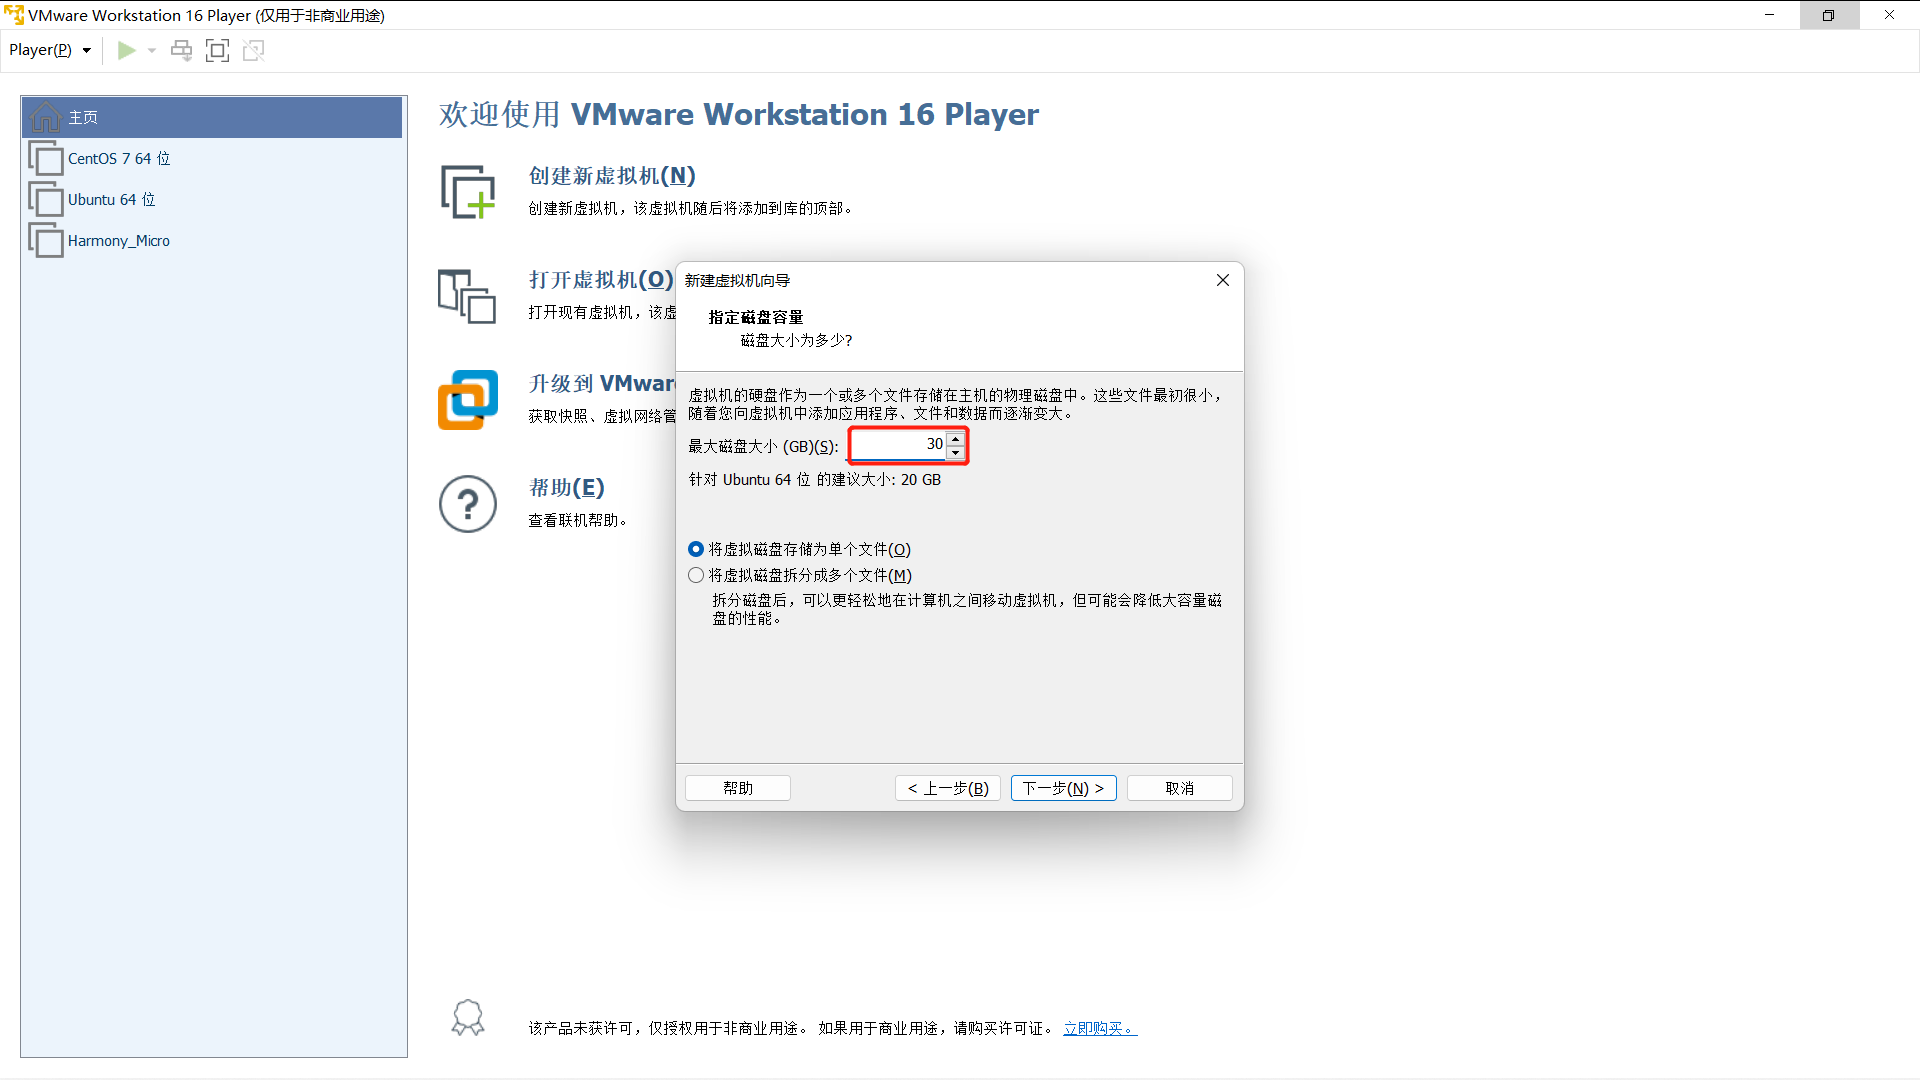 VMware Workstation 16 Player (仅用于非商业用途)
Player(P)
主页
CentOS 7 64 位
Ubuntu 64 位
Harmony_Micro
欢迎使用 VMware Workstation 16 Player
创建新虚拟机(N)
创建新虚拟机，该虚拟机随后将添加到库的顶部。
打开虚拟机(O)
打开现有虚拟机，该虚
升级到 VMware
获取快照、虚拟网络管
帮助(E)
查看联机帮助。
新建虚拟机向导
指定磁盘容量
磁盘大小为多少?
虚拟机的硬盘作为一个或多个文件存储在主机的物理磁盘中。这些文件最初很小，
随着您向虚拟机中添加应用程序、文件和数据而逐渐变大。
最大磁盘大小 (GB)(S): 30
针对 Ubuntu 64 位 的建议大小: 20 GB
将虚拟磁盘存储为单个文件(O)
将虚拟磁盘拆分成多个文件(M)
拆分磁盘后，可以更轻松地在计算机之间移动虚拟机，但可能会降低大容量磁
盘的性能。
帮助
< 上一步(B)
下一步(N) >
取消
该产品未获许可，仅授权用于非商业用途。 如果用于商业用途，请购买许可证。 立即购买。